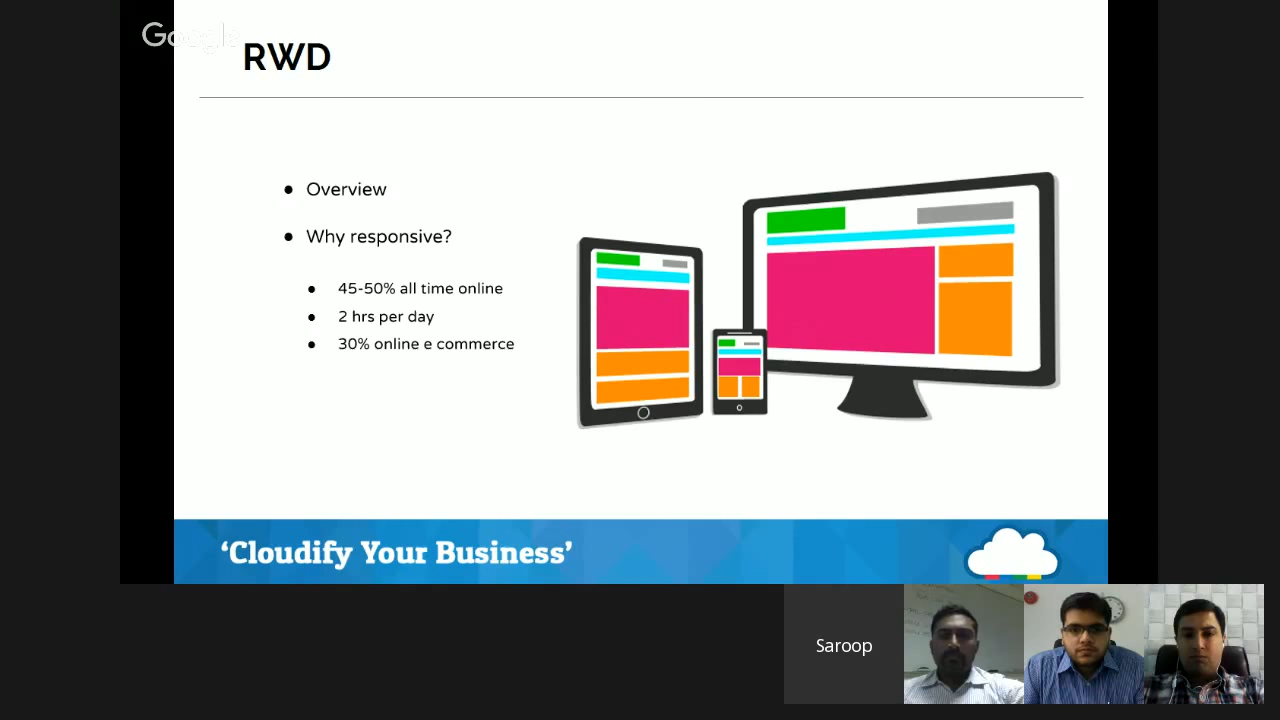 Google
RWD
Overview
Why responsive?
45-50% all time online
2 hrs per day
30% online e commerce
‘Cloudify Your Business’
Saroop